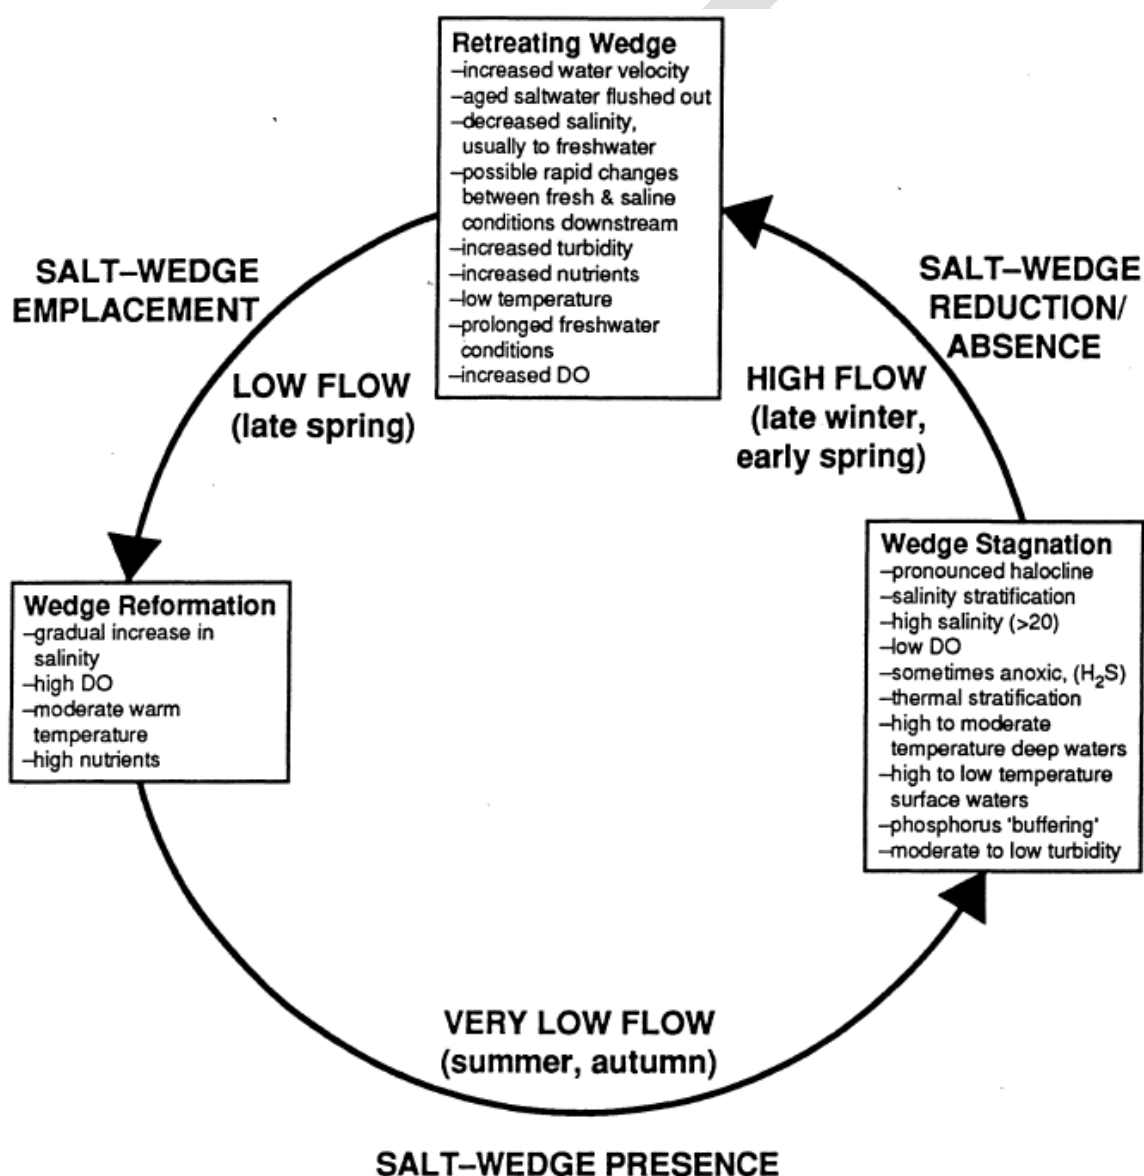 Retreating Wedge
–increased water velocity
–aged saltwater flushed out
–decreased salinity,
usually to freshwater
–possible rapid changes
between fresh & saline
conditions downstream
–increased turbidity
–increased nutrients
–low temperature
–prolonged freshwater
conditions
–increased DO
SALT–WEDGE
EMPLACEMENT
LOW FLOW
(late spring)
SALT–WEDGE
REDUCTION/
ABSENCE
HIGH FLOW
(late winter,
early spring)
Wedge Reformation
–gradual increase in
salinity
–high DO
–moderate warm
temperature
–high nutrients
Wedge Stagnation
–pronounced halocline
–salinity stratification
–high salinity (>20)
–low DO
–sometimes anoxic, (H₂S)
–thermal stratification
–high to moderate
temperature deep waters
–high to low temperature
surface waters
–phosphorus 'buffering'
–moderate to low turbidity
VERY LOW FLOW
(summer, autumn)
SALT–WEDGE PRESENCE